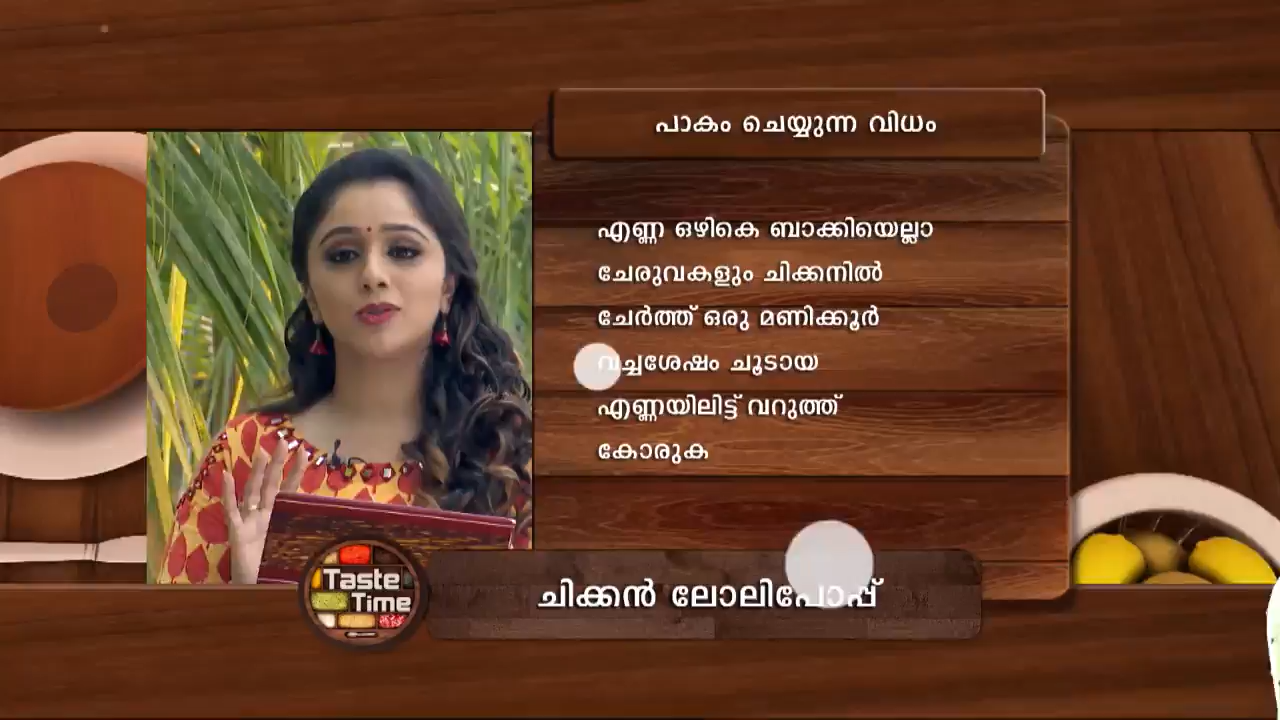 പാകം ചെയ്യുന്ന വിധം
എണ്ണ ഒഴികെ ബാക്കിയെല്ലാ
ചേരുവകളും ചിക്കനിൽ
ചേർത്ത് ഒരു മണിക്കൂർ
വച്ചശേഷം ചൂടായ
എണ്ണയിലിട്ട് വറുത്ത്
കോരുക
Taste
Time
ചിക്കൻ ലോലിപോപ്പ്